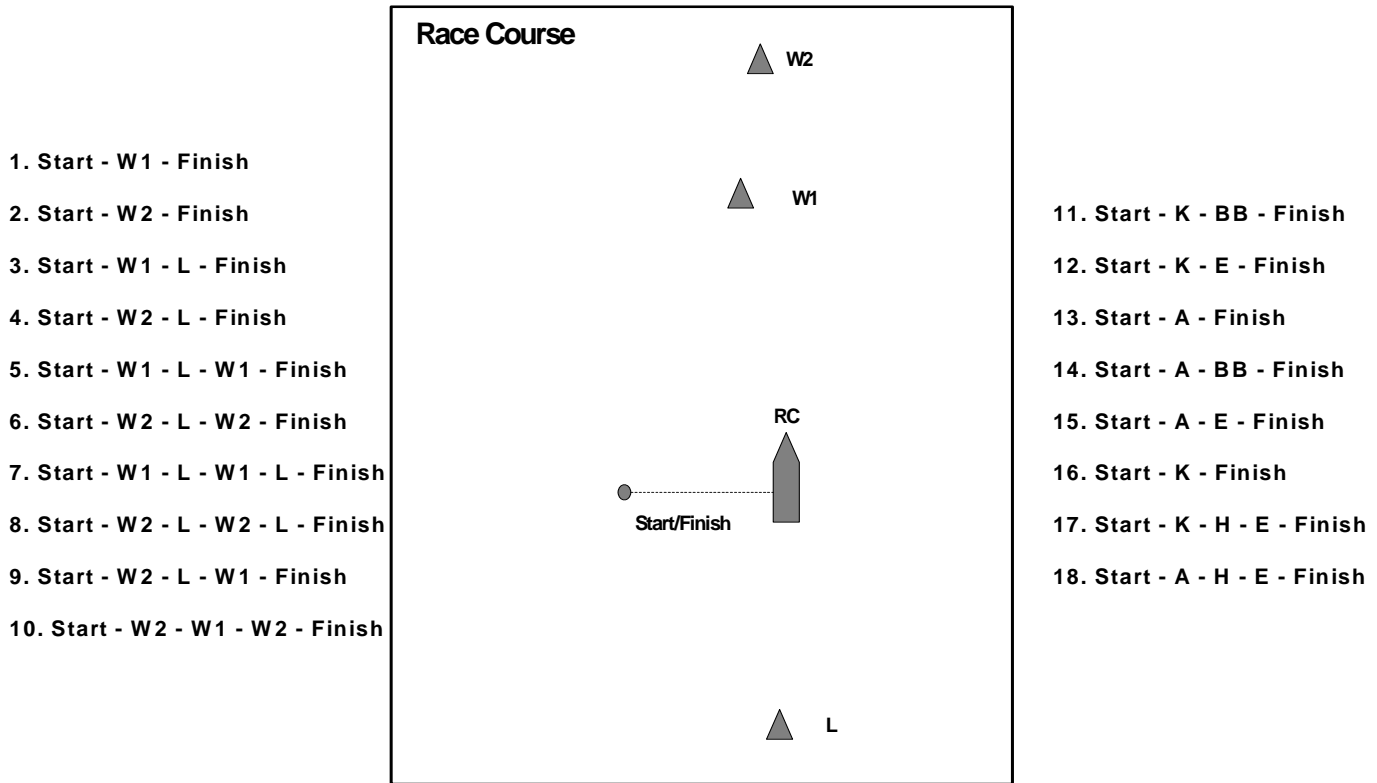 Race Course
W2
W1
RC
Start/Finish
L
1. Start - W1 - Finish
2. Start - W2 - Finish
3. Start - W1 - L - Finish
4. Start - W2 - L - Finish
5. Start - W1 - L - W1 - Finish
6. Start - W2 - L - W2 - Finish
7. Start - W1 - L - W1 - L - Finish
8. Start - W2 - L - W2 - L - Finish
9. Start - W2 - L - W1 - Finish
10. Start - W2 - W1 - W2 - Finish
11. Start - K - BB - Finish
12. Start - K - E - Finish
13. Start - A - Finish
14. Start - A - BB - Finish
15. Start - A - E - Finish
16. Start - K - Finish
17. Start - K - H - E - Finish
18. Start - A - H - E - Finish